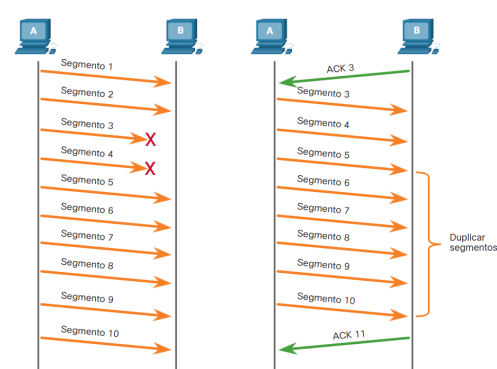 A
B
Segmento 1
Segmento 2
Segmento 3
X
Segmento 4
X
Segmento 5
Segmento 6
Segmento 7
Segmento 8
Segmento 9
Segmento 10
A
B
ACK 3
Segmento 3
Segmento 4
Segmento 5
Segmento 6
Segmento 7
Segmento 8
Segmento 9
Segmento 10
ACK 11
Duplicar
segmentos